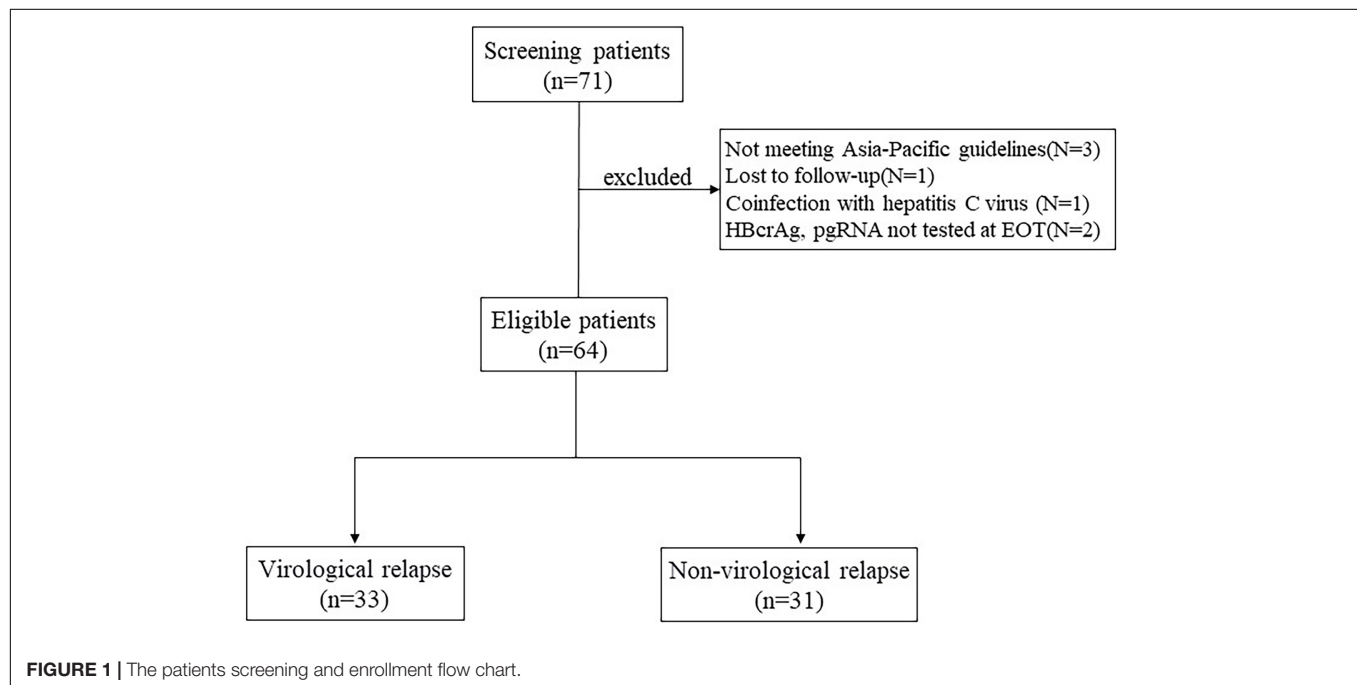 Screening patients
(n=71)
excluded
Not meeting Asia-Pacific guidelines(N=3)
Lost to follow-up(N=1)
Coinfection with hepatitis C virus (N=1)
HBcrAg, pgRNA not tested at EOT(N=2)
Eligible patients
(n=64)
Virological relapse
(n=33)
Non-virological relapse
(n=31)
FIGURE 1 | The patients screening and enrollment flow chart.